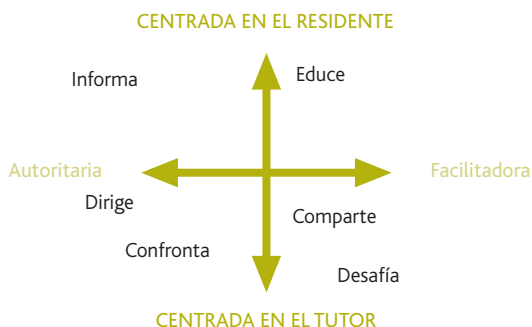 CENTRADA EN EL RESIDENTE
Informa
Educe
Autoritaria
Facilitadora
Dirige
Comparte
Confronta
Desafía
CENTRADA EN EL TUTOR